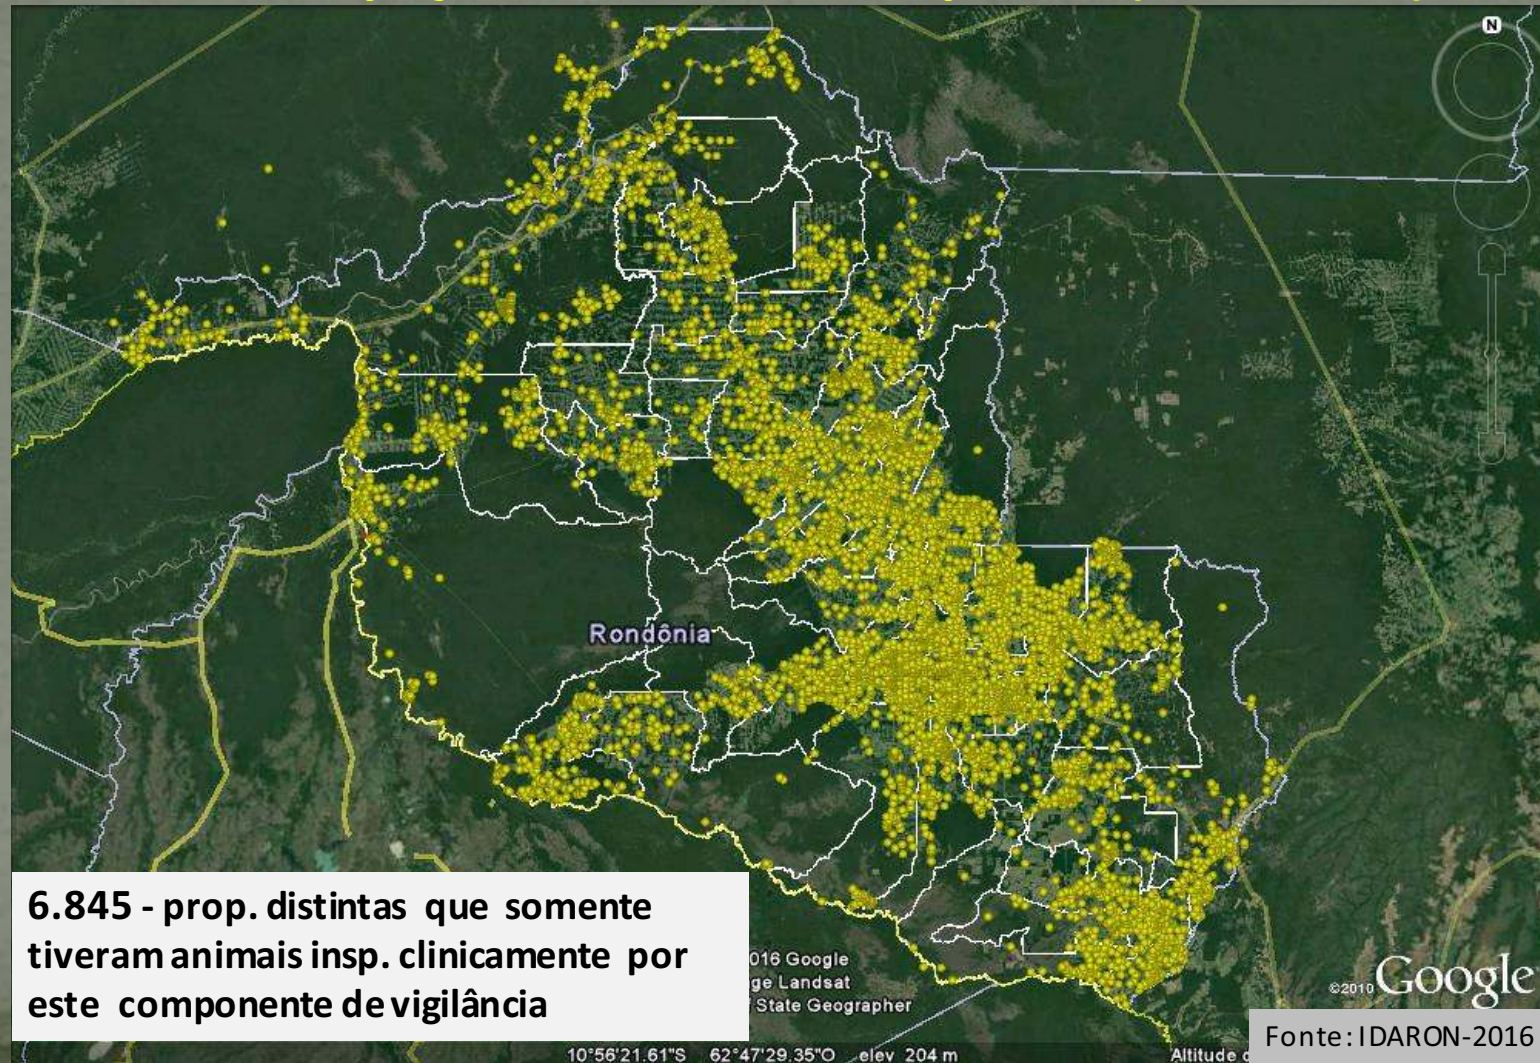 N
Rondônia
6.845 - prop. distintas que somente
tiveram animais insp. clinicamente por
este componente de vigilância
016 Google
ge Landsat
State Geographer
©2010 Google
Fonte: IDARON-2016
10°56'21.61"S 62°47'29.35"O elev 204 m
Altitude d